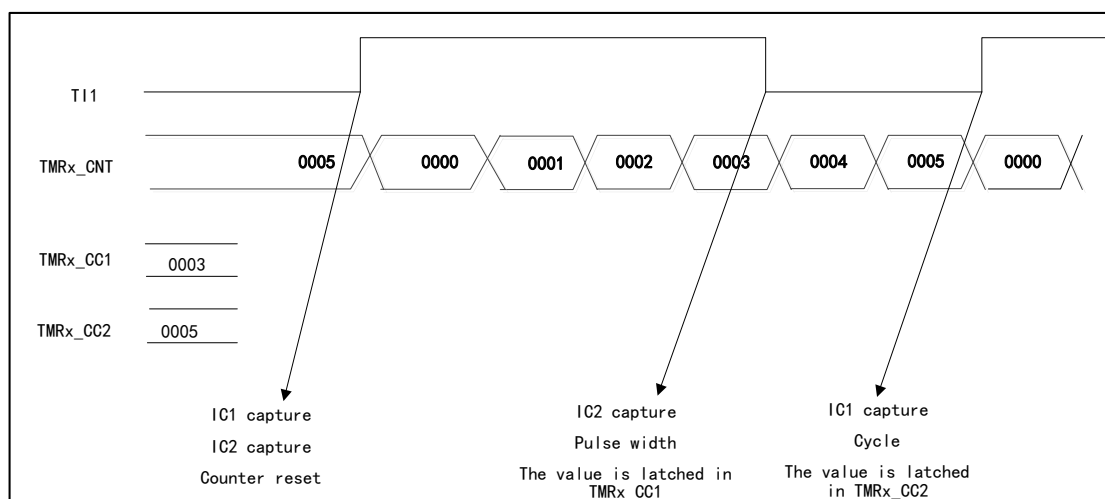 TI1
TMRx_CNT
0005 0000 0001 0002 0003 0004 0005 0000
TMRx_CC1
0003
TMRx_CC2
0005
IC1 capture
IC2 capture
Counter reset
IC2 capture
Pulse width
The value is latched in
TMRx CC1
IC1 capture
Cycle
The value is latched
in TMRx_CC2